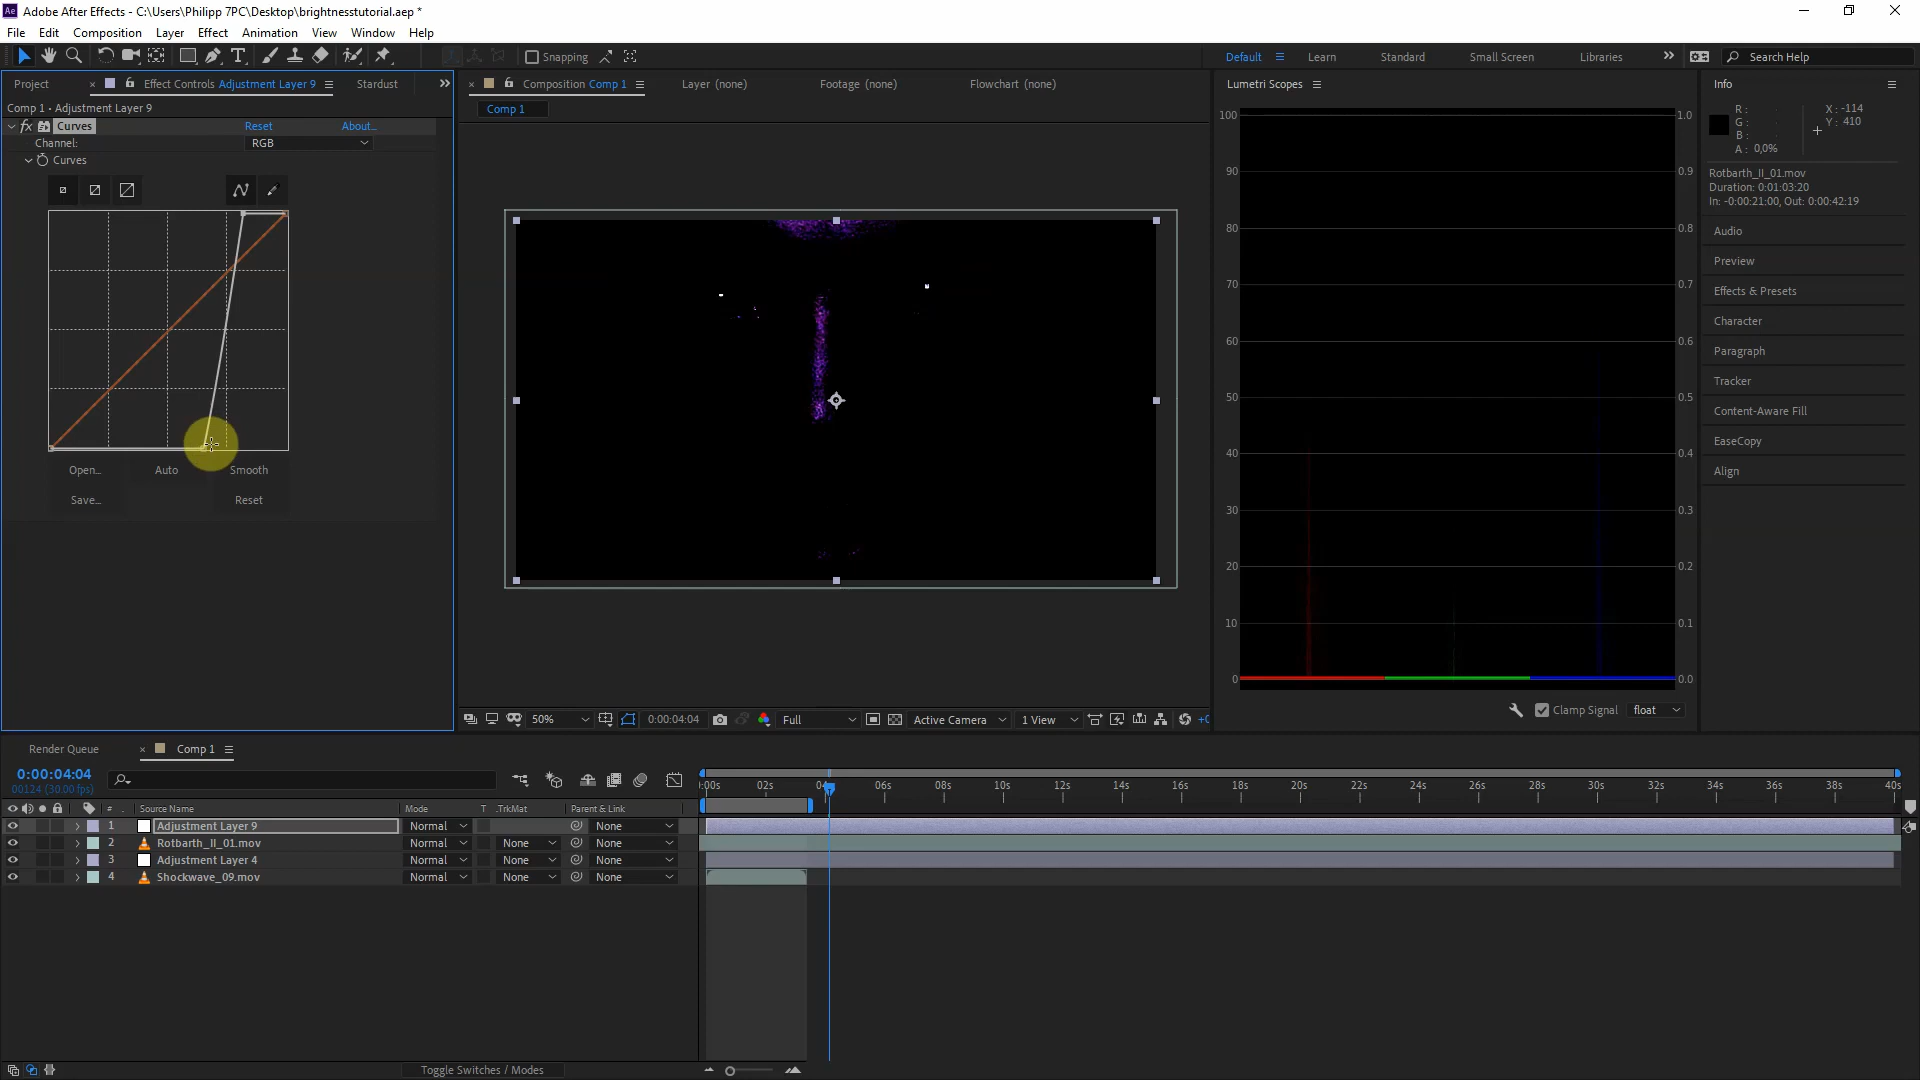 Adobe After Effects - C:\Users\Philipp 7PC\Desktop\brightnesstutorial.aep *
File Edit Composition Layer Effect Animation View Window Help
Snapping
Default Learn Standard Small Screen Libraries Search Help
Project Effect Controls Adjustment Layer 9 Stardust
Composition Comp 1 Layer (none) Footage (none) Flowchart (none)
Lumetri Scopes
Info
Comp 1 • Adjustment Layer 9
Comp 1
fx Curves Reset About...
Channel: RGB
Curves
Open... Auto Smooth
Save... Reset
100 1.0
90 0.9
80 0.8
70 0.7
60 0.6
50 0.5
40 0.4
30 0.3
20 0.2
10 0.1
0 0.0
Clamp Signal float
R :
G :
B :
A : 0,0%
X : -114
Y : 410
Rotbarth_II_01.mov
Duration: 0:01:03:20
In: -0:00:21:00, Out: 0:00:42:19
Audio
Preview
Effects & Presets
Character
Paragraph
Tracker
Content-Aware Fill
EaseCopy
Align
50% 0:00:04:04 Full Active Camera 1 View +0
Render Queue Comp 1
0:00:04:04
00124 (30.00 fps)
:00s 02s 04 06s 08s 10s 12s 14s 16s 18s 20s 22s 24s 26s 28s 30s 32s 34s 36s 38s 40s
# Source Name Mode T .TrkMat Parent & Link
1 Adjustment Layer 9 Normal None
2 Rotbarth_II_01.mov Normal None None
3 Adjustment Layer 4 Normal None None
4 Shockwave_09.mov Normal None None
Toggle Switches / Modes